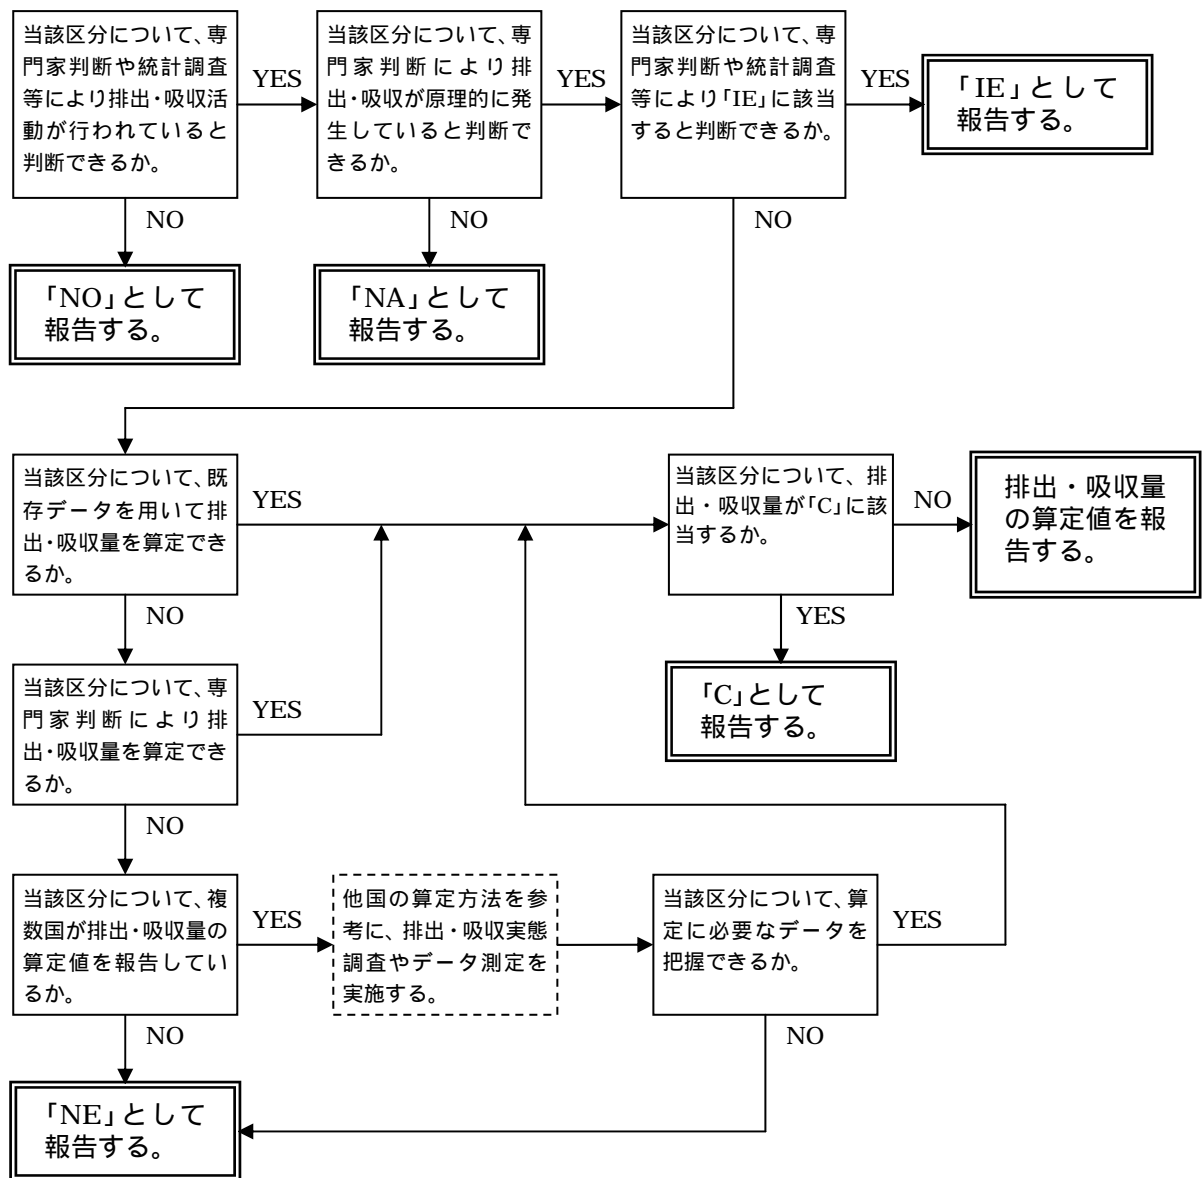 当該区分について、専
門家判断や統計調査
等により排出・吸収活
動が行われていると
判断できるか。
YES
当該区分について、専
門家判断により排
出・吸収が原理的に発
生していると判断で
きるか。
YES
当該区分について、専
門家判断や統計調査
等により「IE」に該当
すると判断できるか。
YES
「IE」として
報告する。
NO
NO
NO
「NO」として
報告する。
「NA」として
報告する。
当該区分について、既
存データを用いて排
出・吸収量を算定でき
るか。
YES
当該区分について、排
出・吸収量が「C」に該
当するか。
NO
排出・吸収量
の算定値を報
告する。
NO
YES
当該区分について、専
門家判断により排
出・吸収量を算定でき
るか。
YES
「C」として
報告する。
NO
当該区分について、複
数国が排出・吸収量の
算定値を報告してい
るか。
YES
他国の算定方法を参
考に、排出・吸収実態
調査やデータ測定を
実施する。
当該区分について、算
定に必要なデータを
把握できるか。
YES
NO
NO
「NE」として
報告する。